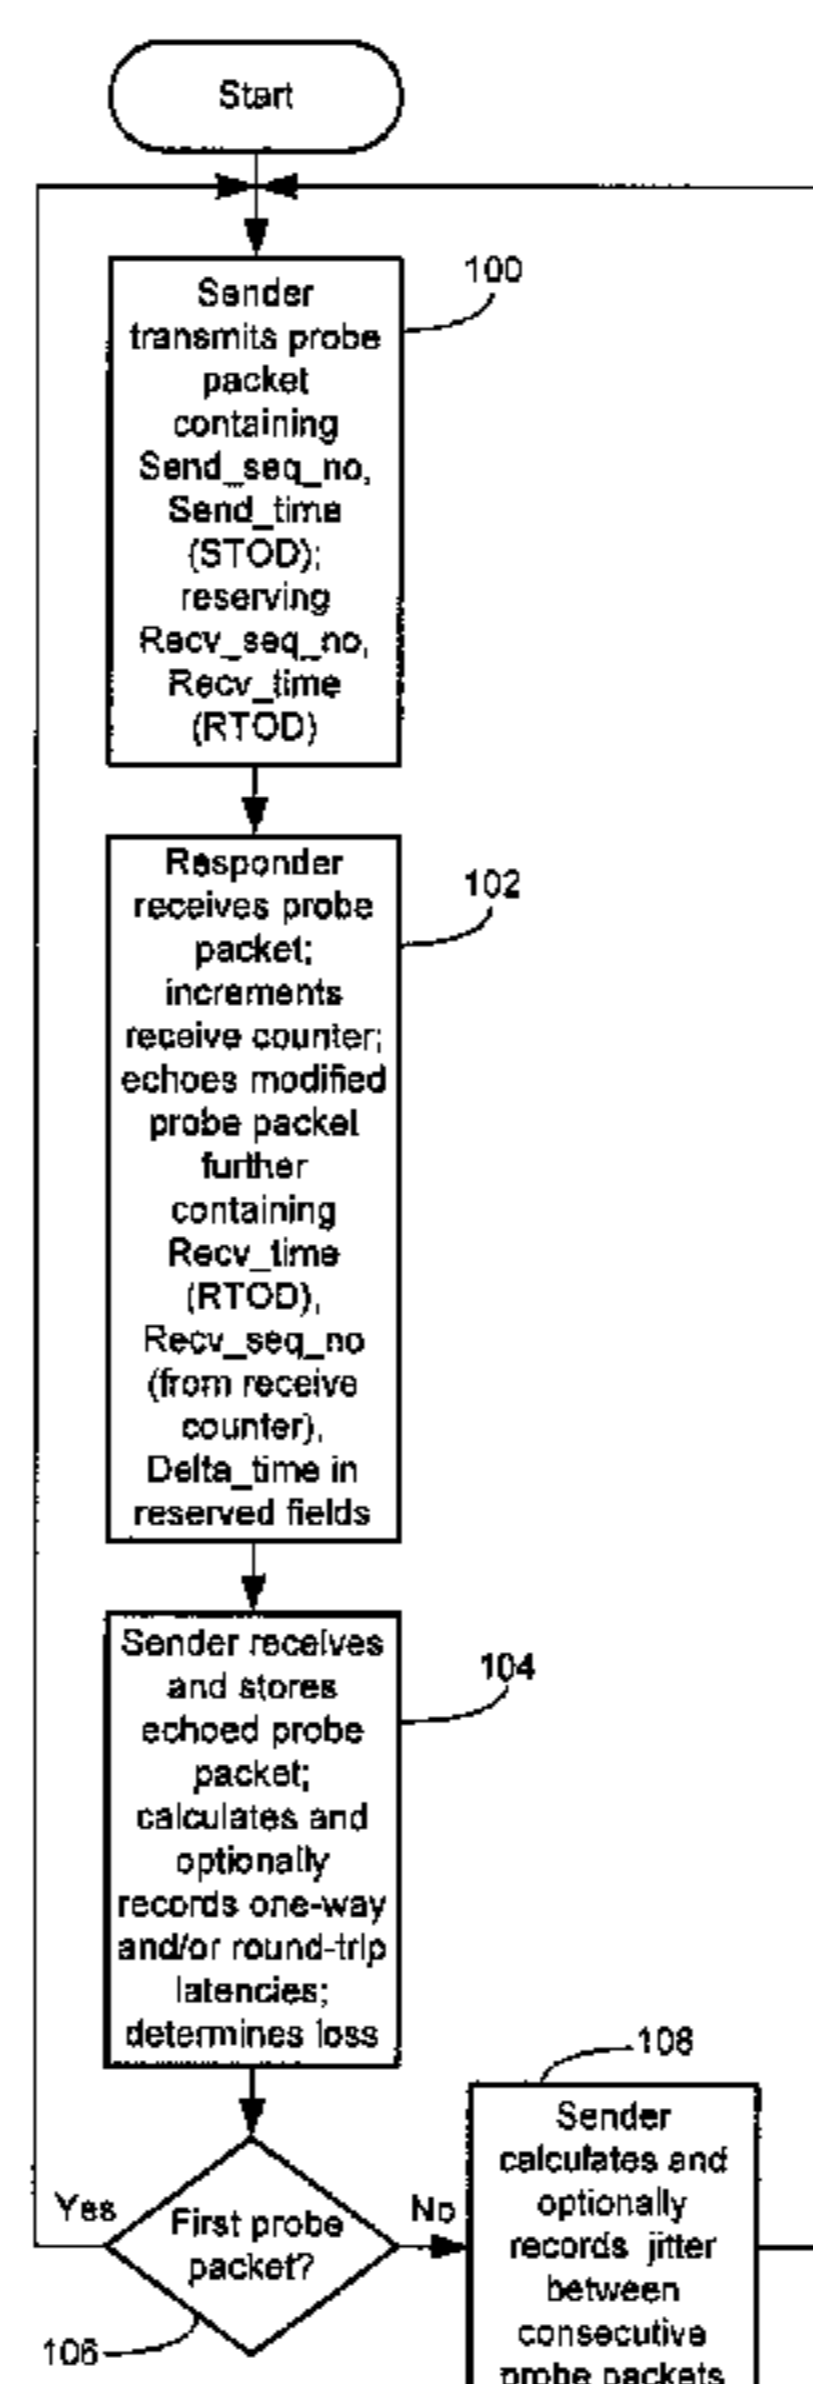 Start
100
Sender
transmits probe
packet
containing
Send_seq_no,
Send_time
(STOD);
reserving
Recv_seq_no,
Recv_time
(RTOD)
102
Responder
receives probe
packet;
increments
receive counter;
echoes modified
probe packet
further
containing
Recv_time
(RTOD),
Recv_seq_no
(from receive
counter),
Delta_time in
reserved fields
104
Sender receives
and stores
echoed probe
packet;
calculates and
optionally
records one-way
and/or round-trip
latencies;
determines loss
Yes
First probe
packet?
No
106
108
Sender
calculates and
optionally
records jitter
between
consecutive
probe packets